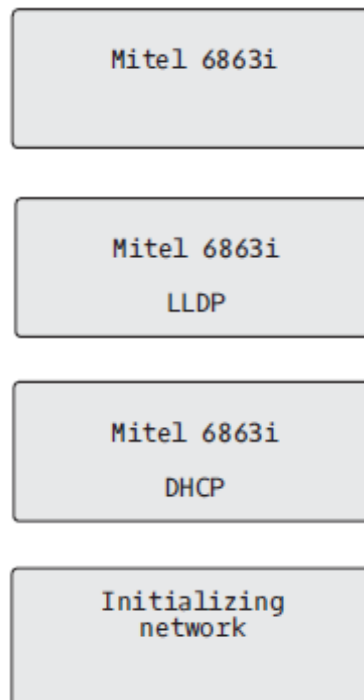 Mitel 6863i
Mitel 6863i
LLDP
Mitel 6863i
DHCP
Initializing
network